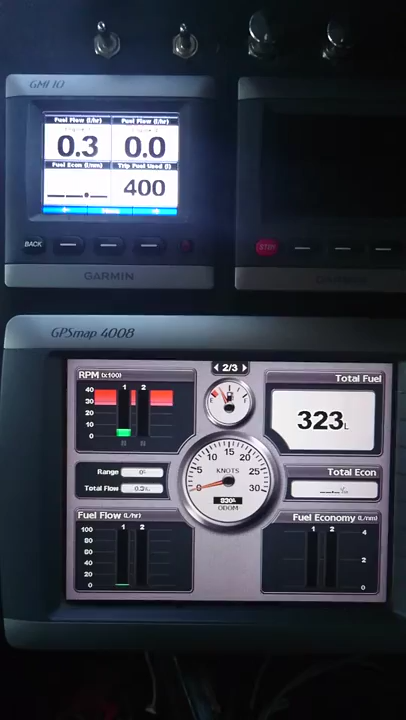 GMI 10
Fuel Flow (l/hr) Fuel Flow (l/hr)
0.3 0.0
Fuel Econ (l/nm) Trip Fuel Used (l)
400
BACK
GARMIN
STBY
GPSmap 4008
RPM (x100)
2/3
Total Fuel
1 2
40
30
20
10
0
E F
323L
KNOTS
0 5 10 15 20 25 30
ODOM
Range
Total Flow
Total Econ
Fuel Flow (L/hr)
1 2
100
80
60
40
20
0
Fuel Economy (L/nm)
1 2
4
2
0